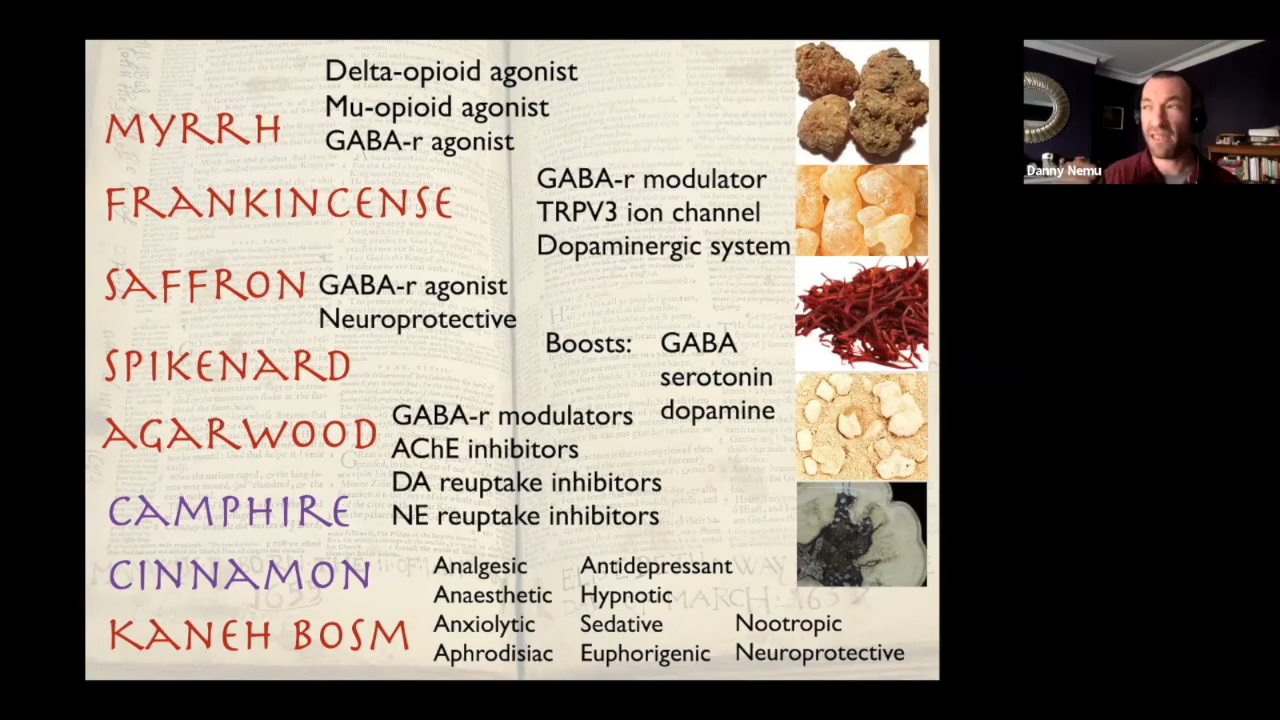 Delta-opioid agonist
Mu-opioid agonist
MYRRH
GABA-r agonist
FRANKINCENSE
GABA-r modulator
TRPV3 ion channel
Dopaminergic system
SAFFRON
GABA-r agonist
Neuroprotective
SPIKENARD
Boosts: GABA
serotonin
dopamine
AGARWOOD
GABA-r modulators
AChE inhibitors
DA reuptake inhibitors
NE reuptake inhibitors
CAMPHIRE
CINNAMON
KANEH BOSM
Analgesic Antidepressant
Anaesthetic Hypnotic
Anxiolytic Sedative Nootropic
Aphrodisiac Euphorigenic Neuroprotective
Danny Nemu